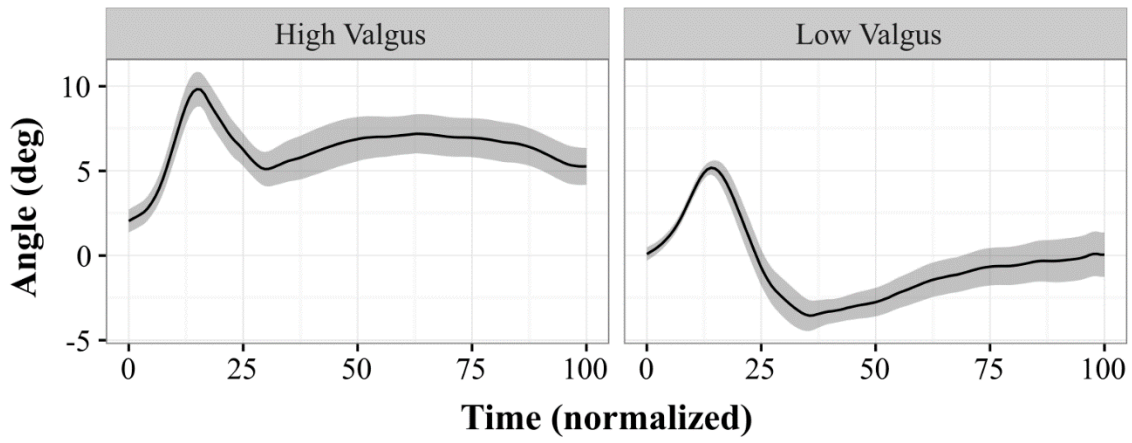 High Valgus Low Valgus
Angle (deg)
10
5
0
-5
0 25 50 75 100 0 25 50 75 100
Time (normalized)